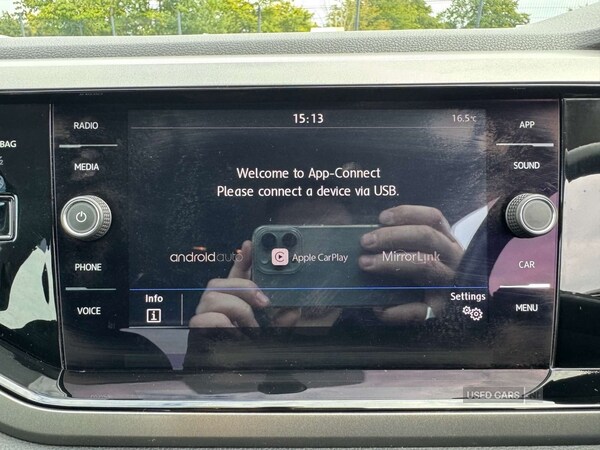 15:13
16.5°C
RADIO
APP
BAG
MEDIA
SOUND
Welcome to App-Connect
Please connect a device via USB.
androidauto
Apple CarPlay
MirrorLink
PHONE
CAR
Info
Settings
VOICE
MENU
USED CARS